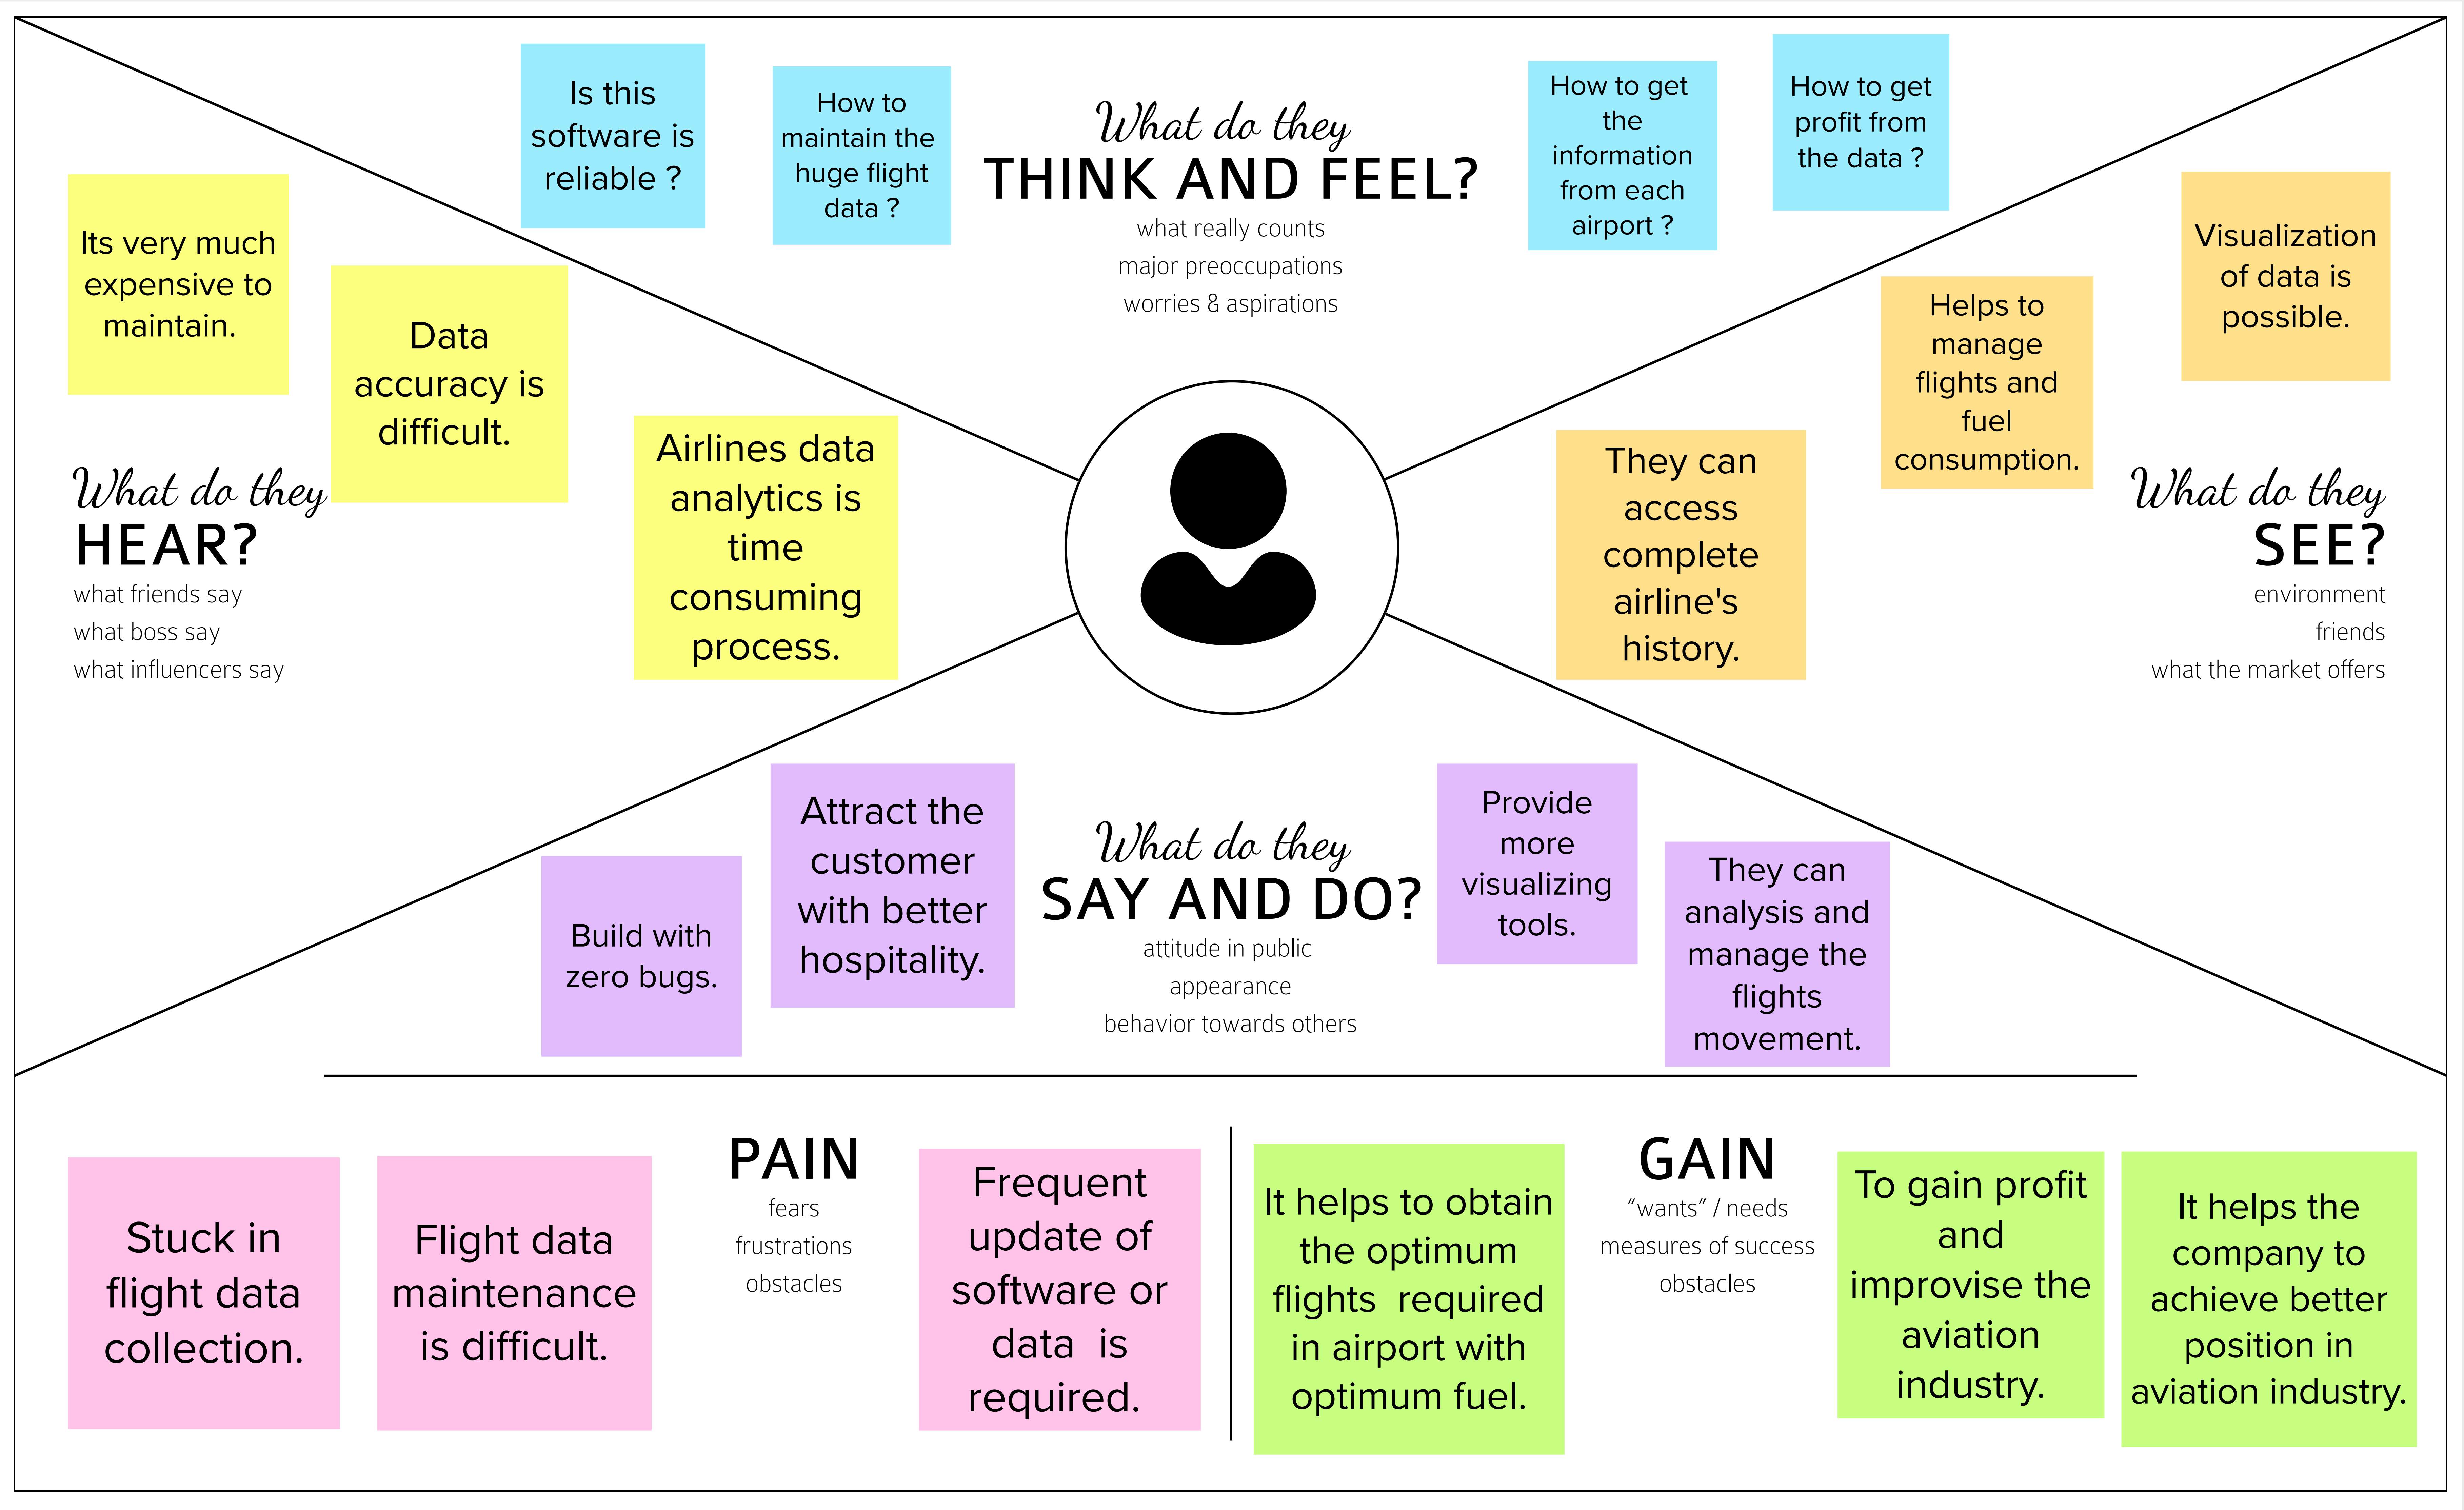 Is this
software is
reliable ?
How to
maintain the
huge flight
data ?
What do they
THINK AND FEEL?
what really counts
major preoccupations
worries & aspirations
How to get
the
information
from each
airport ?
How to get
profit from
the data ?
Its very much
expensive to
maintain.
Data
accuracy is
difficult.
Airlines data
analytics is
time
consuming
process.
What do they
HEAR?
what friends say
what boss say
what influencers say
They can
access
complete
airline's
history.
Helps to
manage
flights and
fuel
consumption.
Visualization
of data is
possible.
What do they
SEE?
environment
friends
what the market offers
Build with
zero bugs.
Attract the
customer
with better
hospitality.
What do they
SAY AND DO?
attitude in public
appearance
behavior towards others
Provide
more
visualizing
tools.
They can
analysis and
manage the
flights
movement.
Stuck in
flight data
collection.
Flight data
maintenance
is difficult.
PAIN
fears
frustrations
obstacles
Frequent
update of
software or
data  is
required.
It helps to obtain
the optimum
flights  required
in airport with
optimum fuel.
GAIN
“wants” / needs
measures of success
obstacles
To gain profit
and
improvise the
aviation
industry.
It helps the
company to
achieve better
position in
aviation industry.